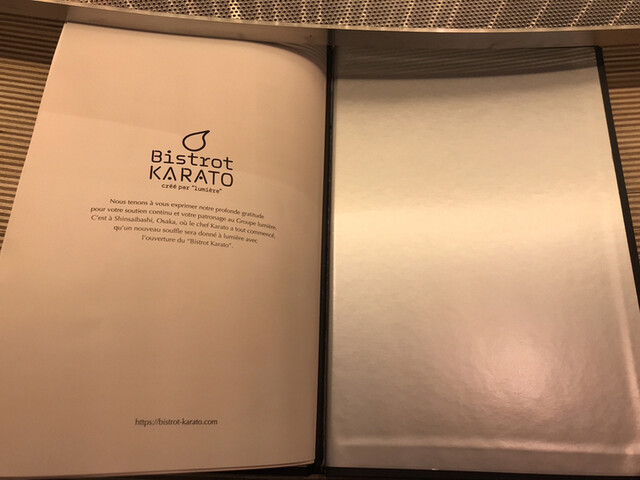 Bistrot
KARATO
créé par "lumière"
Nous tenons à vous exprimer notre profonde gratitude
pour votre soutien continu et votre patronage au Groupe lumière.
C'est à Shinsaibashi, Osaka, où le chef Karato a tout commencé,
qu'un nouveau souffle sera donné à lumière avec
l'ouverture du "Bistrot Karato".
https://bistrot-karato.com